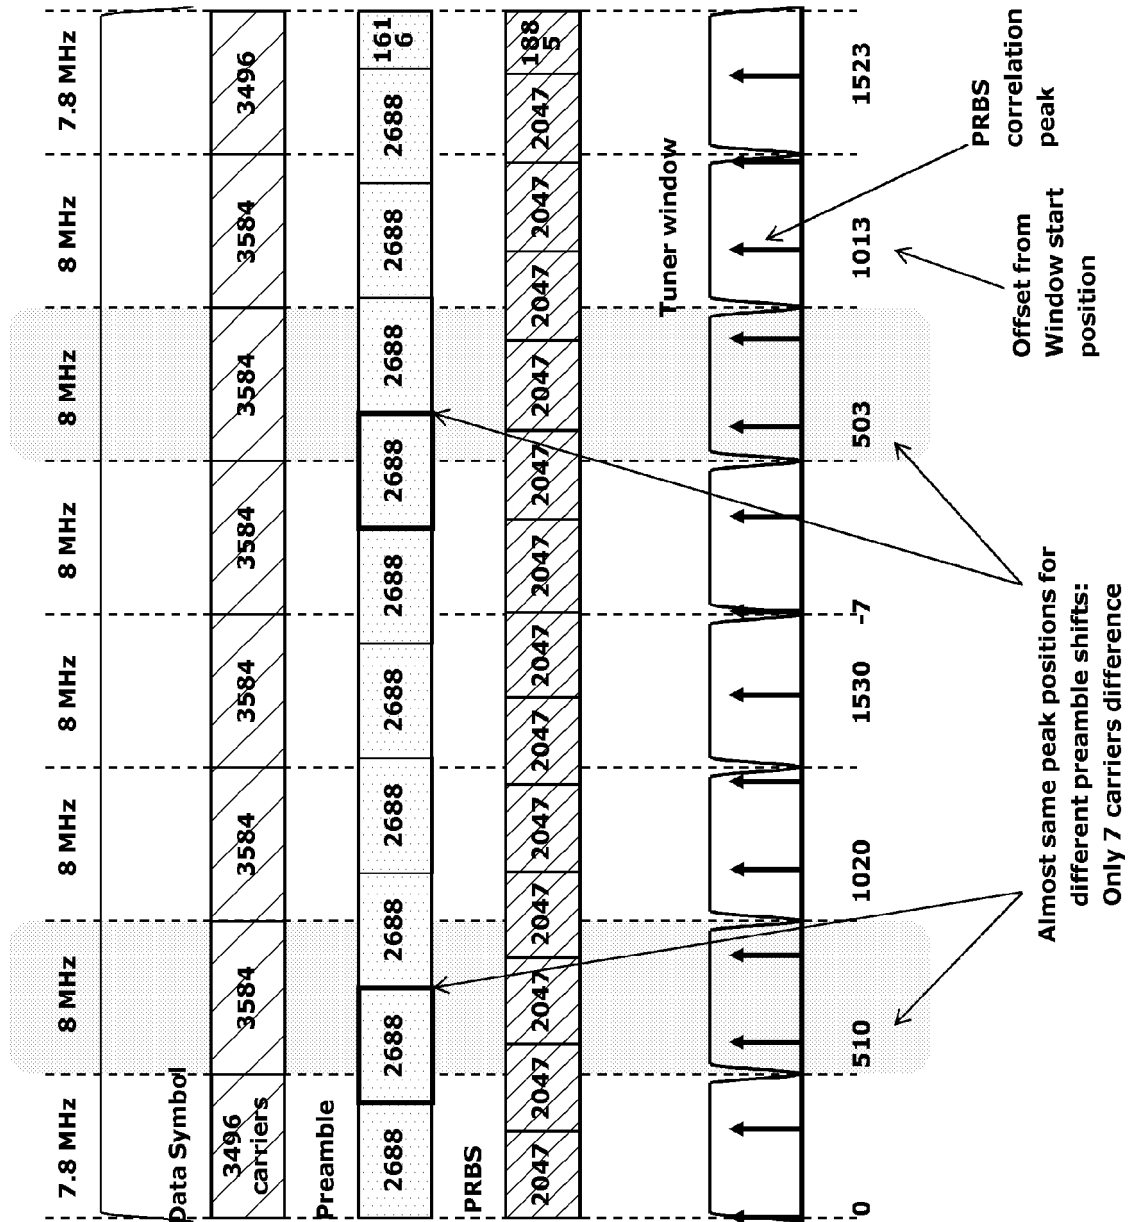 7.8 MHz
8 MHz
8 MHz
8 MHz
8 MHz
8 MHz
8 MHz
7.8 MHz
Data Symbol
3496
carriers
3584
3584
3584
3584
3584
3584
3496
Preamble
2688
2688
2688
2688
2688
2688
2688
2688
2688
2688
161
6
PRBS
2047
2047
2047
2047
2047
2047
2047
2047
2047
2047
2047
2047
2047
188
5
Tuner window
0
510
1020
1530
-7
503
1013
1523
Almost same peak positions for
different preamble shifts:
Only 7 carriers difference
Offset from
Window start
position
PRBS
correlation
peak